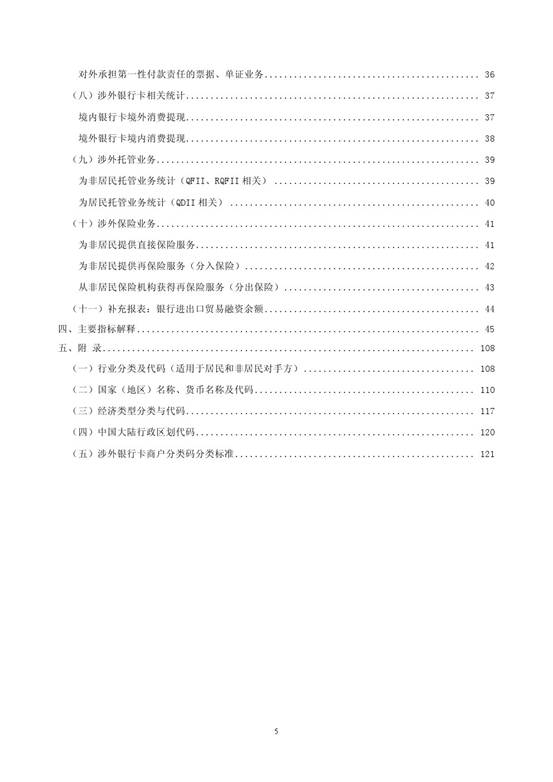 对外承担第一性付款责任的票据、单证业务........................................... 36
（八）涉外银行卡相关统计........................................................... 37
境内银行卡境外消费提现........................................................... 37
境外银行卡境内消费提现........................................................... 38
（九）涉外托管业务................................................................. 39
为非居民托管业务统计（QFII、RQFII 相关） ......................................... 39
为居民托管业务统计（QDII 相关） .................................................. 40
（十）涉外保险业务................................................................. 41
为非居民提供直接保险服务......................................................... 41
为非居民提供再保险服务（分入保险）............................................... 42
从非居民保险机构获得再保险服务（分出保险）....................................... 43
（十一）补充报表：银行进出口贸易融资余额........................................... 44
四、主要指标解释..................................................................... 45
五、附 录.......................................................................... 108
（一）行业分类及代码（适用于居民和非居民对手方）.................................. 108
（二）国家（地区）名称、货币名称及代码............................................ 110
（三）经济类型分类与代码.......................................................... 117
（四）中国大陆行政区划代码........................................................ 120
（五）涉外银行卡商户分类码分类标准................................................ 121
5